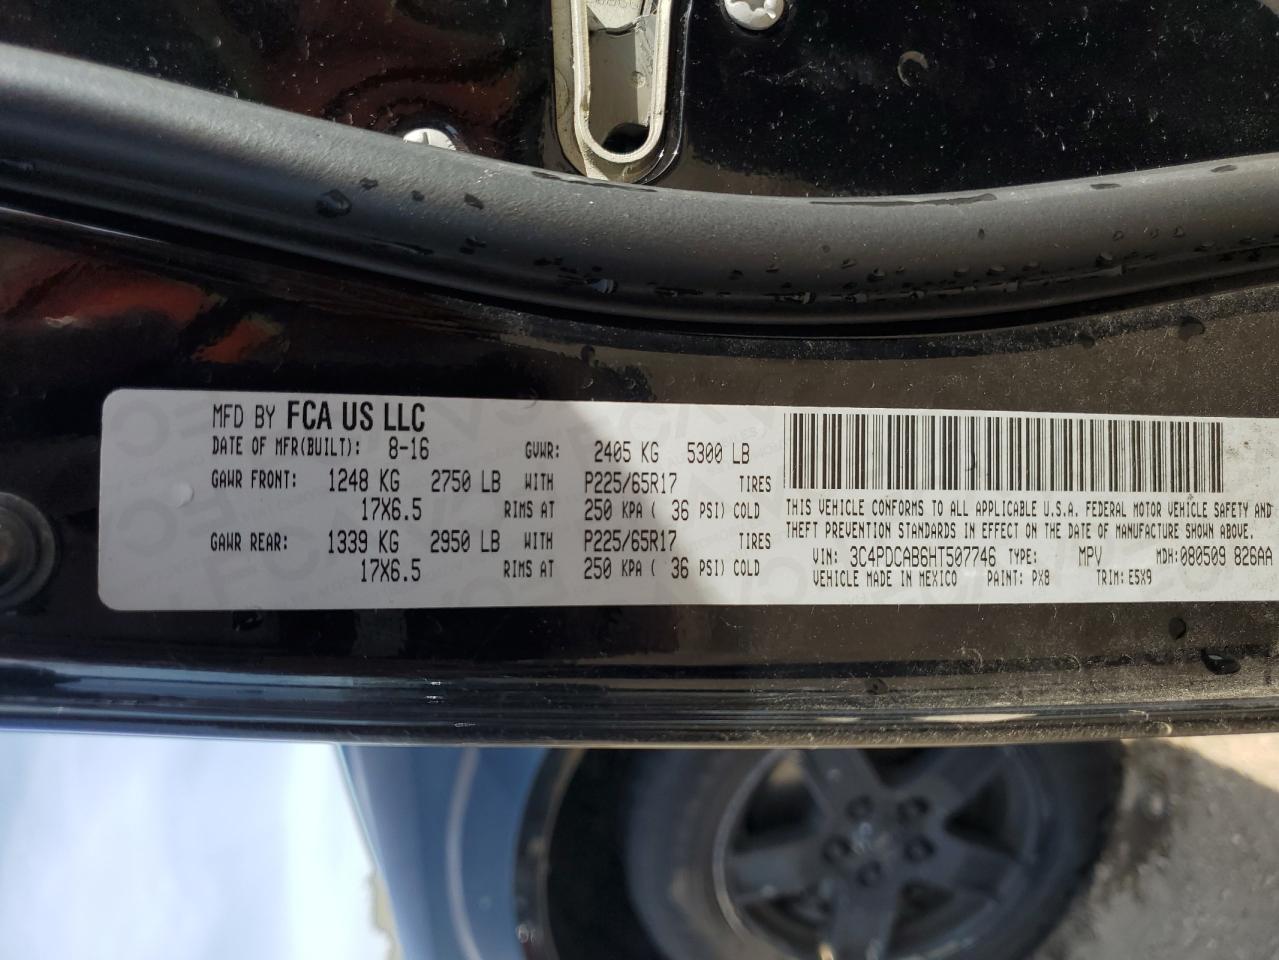 MFD BY FCA US LLC
DATE OF MFR(BUILT): 8-16 GVWR: 2405 KG 5300 LB
GAWR FRONT: 1248 KG 2750 LB WITH P225/65R17 TIRES
17X6.5 RIMS AT 250 KPA ( 36 PSI) COLD
GAWR REAR: 1339 KG 2950 LB WITH P225/65R17 TIRES
17X6.5 RIMS AT 250 KPA ( 36 PSI) COLD
THIS VEHICLE CONFORMS TO ALL APPLICABLE U.S.A. FEDERAL MOTOR VEHICLE SAFETY AND
THEFT PREVENTION STANDARDS IN EFFECT ON THE DATE OF MANUFACTURE SHOWN ABOVE.
VIN: 3C4PDCAB6HT507746 TYPE: MPV MDH:080509 826AA
VEHICLE MADE IN MEXICO PAINT: PX8 TRIM:E5X9